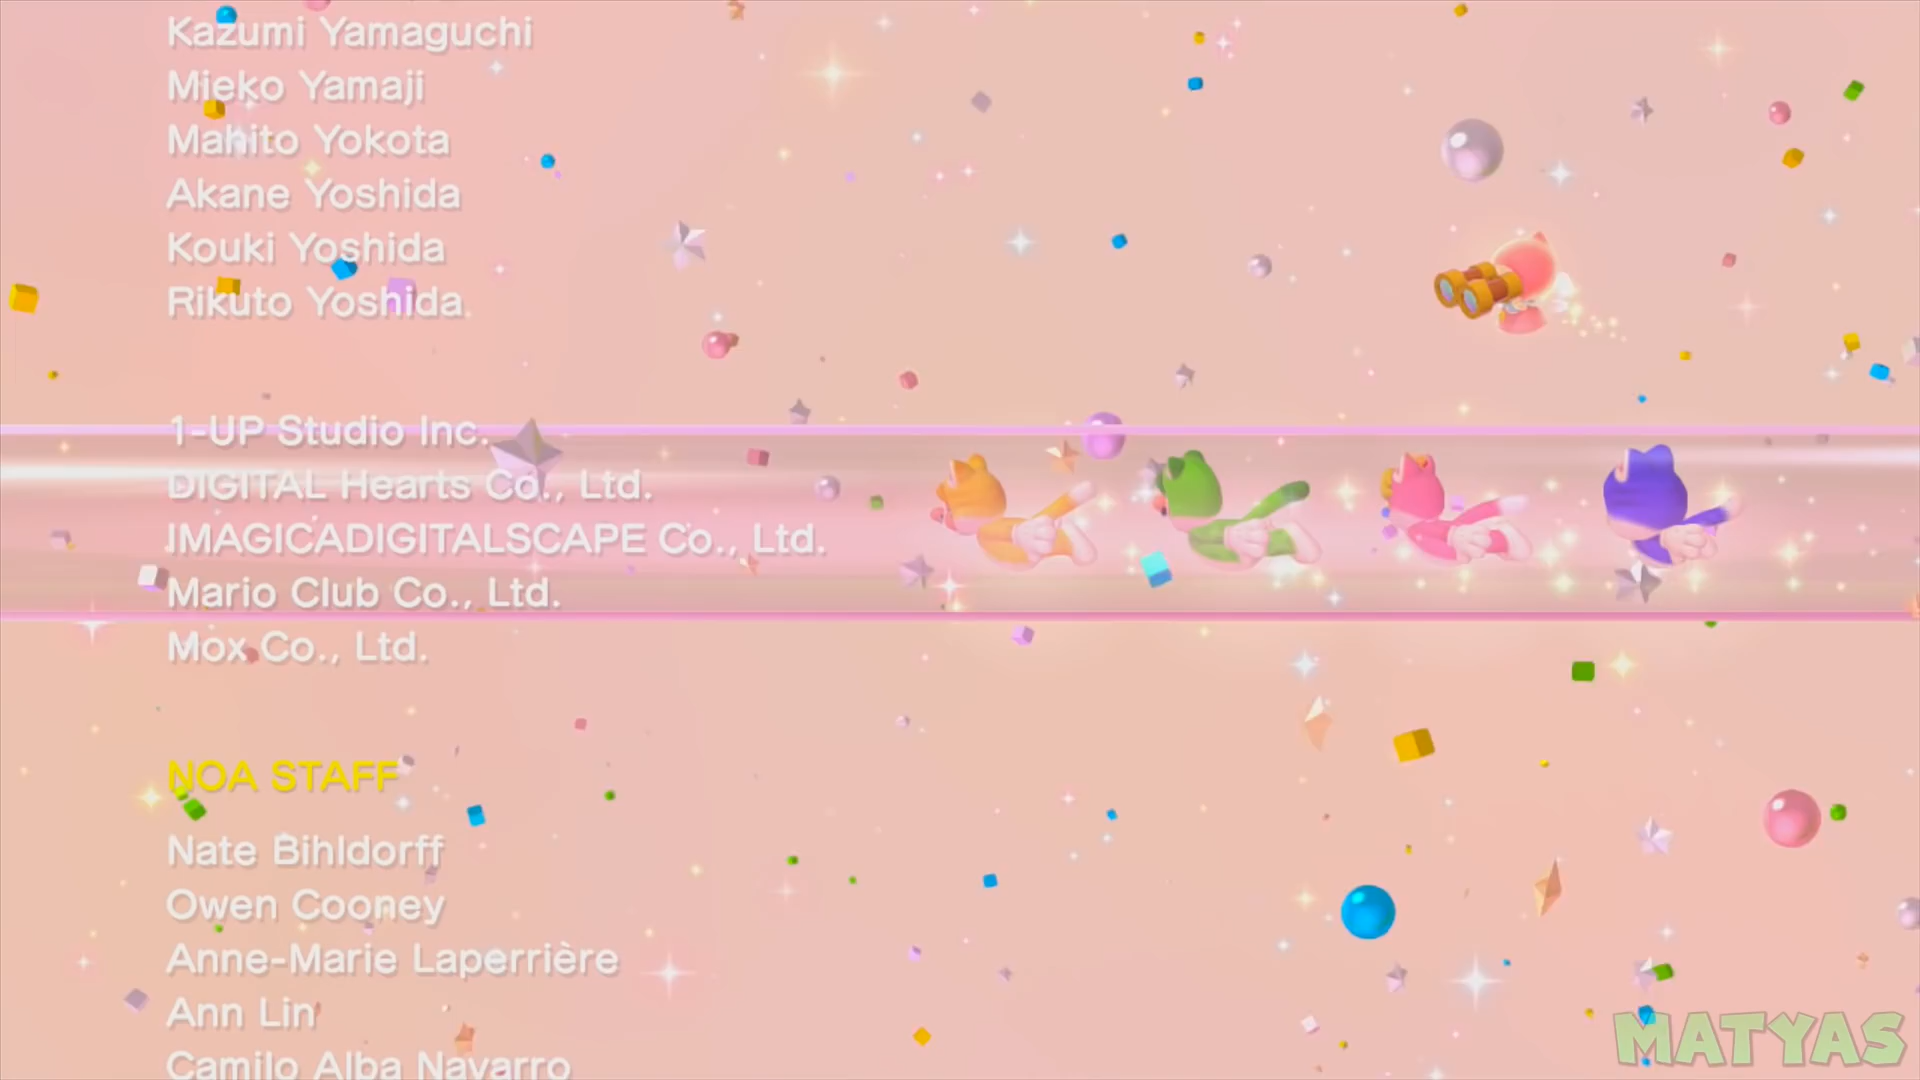 Kazumi Yamaguchi
Mieko Yamaji
Mahito Yokota
Akane Yoshida
Kouki Yoshida
Rikuto Yoshida
1-UP Studio Inc.
DIGITAL Hearts Co., Ltd.
IMAGICADIGITALSCAPE Co., Ltd.
Mario Club Co., Ltd.
Mox Co., Ltd.
NOA STAFF
Nate Bihldorff
Owen Cooney
Anne-Marie Laperrière
Ann Lin
Camilo Alba Navarro
MATYAS